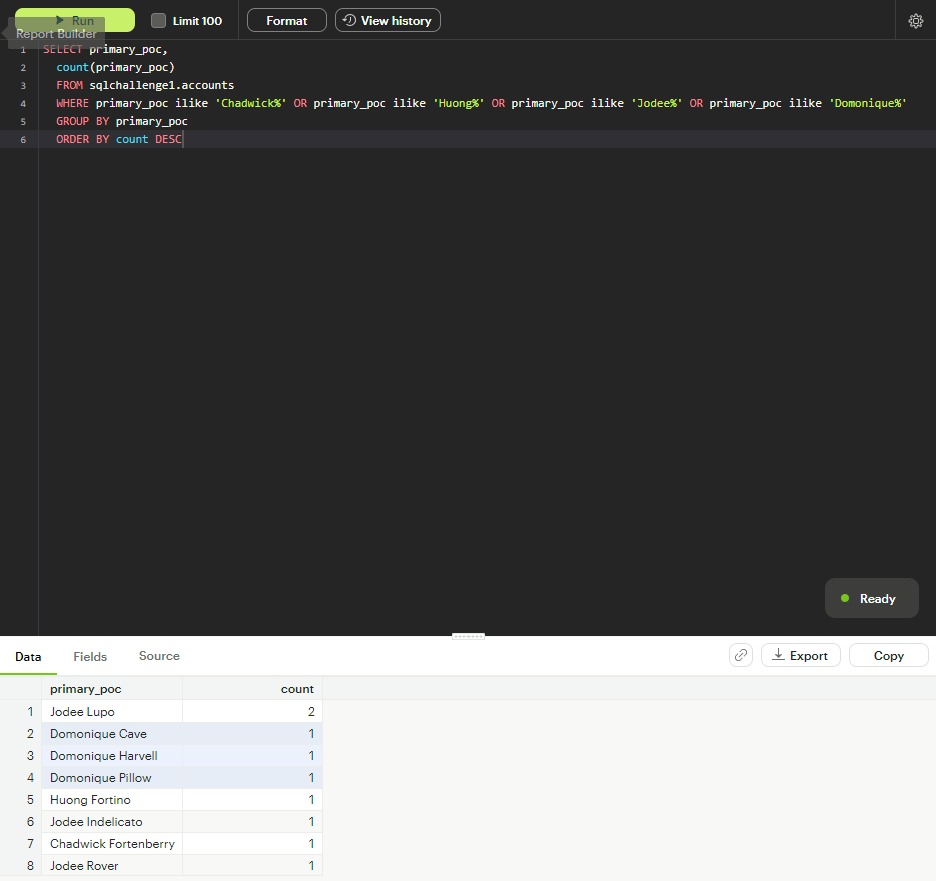 Run
Limit 100
Format
View history
Report Builder
1 SELECT primary_poc,
2 count(primary_poc)
3 FROM sqlchallenge1.accounts
4 WHERE primary_poc ilike 'Chadwick%' OR primary_poc ilike 'Huong%' OR primary_poc ilike 'Jodee%' OR primary_poc ilike 'Domonique%'
5 GROUP BY primary_poc
6 ORDER BY count DESC
Ready
Data Fields Source Export Copy
primary_poc count
1 Jodee Lupo 2
2 Domonique Cave 1
3 Domonique Harvell 1
4 Domonique Pillow 1
5 Huong Fortino 1
6 Jodee Indelicato 1
7 Chadwick Fortenberry 1
8 Jodee Rover 1